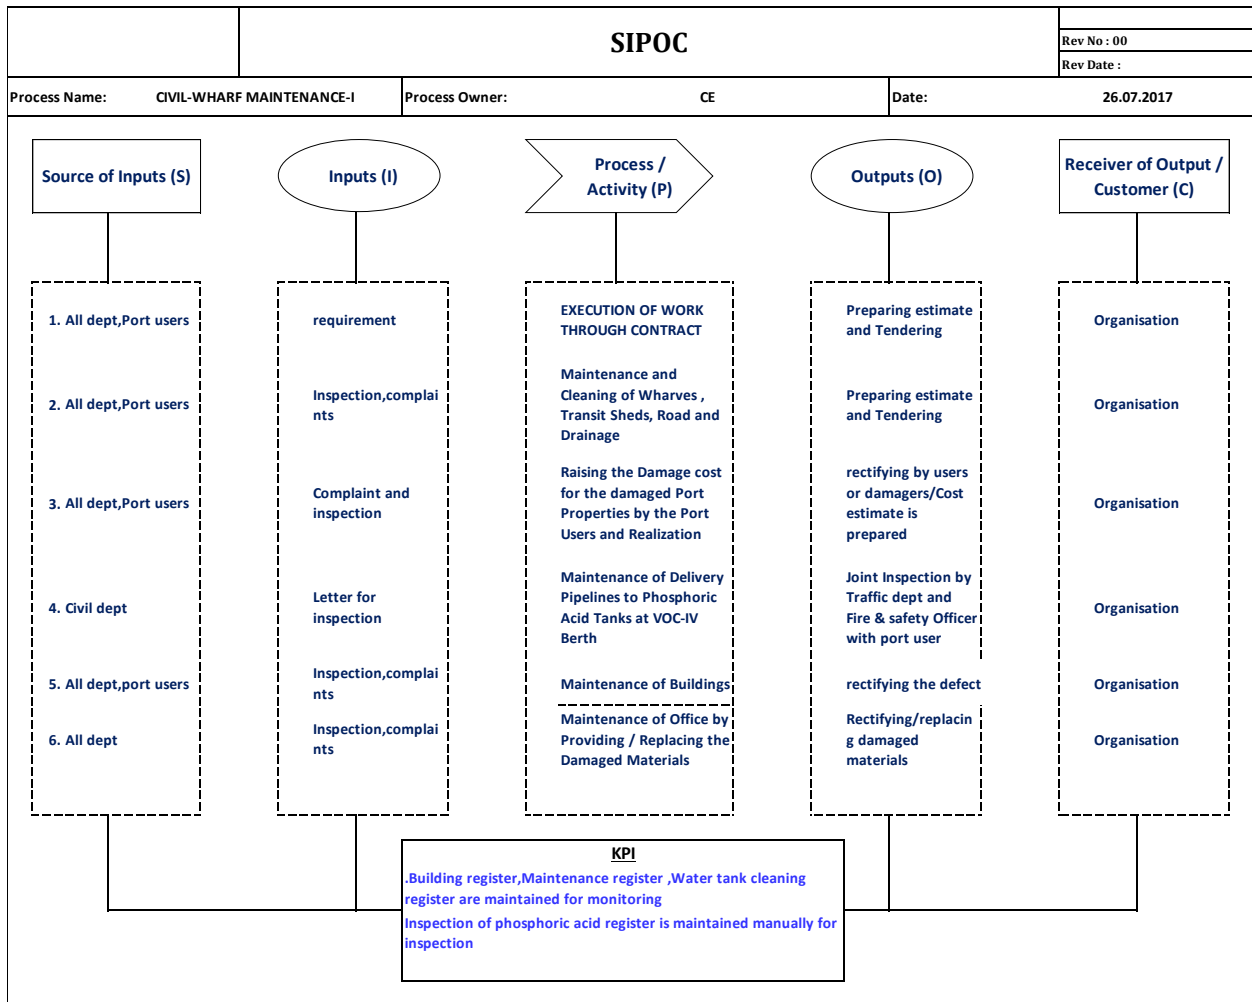 SIPOC
Rev No : 00
Rev Date :
Process Name: CIVIL-WHARF MAINTENANCE-I Process Owner: CE Date: 26.07.2017
Source of Inputs (S)
Inputs (I)
Process /
Activity (P)
Outputs (O)
Receiver of Output /
Customer (C)
1. All dept,Port users
requirement
EXECUTION OF WORK
THROUGH CONTRACT
Preparing estimate
and Tendering
Organisation
2. All dept,Port users
Inspection,complai
nts
Maintenance and
Cleaning of Wharves ,
Transit Sheds, Road and
Drainage
Preparing estimate
and Tendering
Organisation
3. All dept,Port users
Complaint and
inspection
Raising the Damage cost
for the damaged Port
Properties by the Port
Users and Realization
rectifying by users
or damagers/Cost
estimate is
prepared
Organisation
4. Civil dept
Letter for
inspection
Maintenance of Delivery
Pipelines to Phosphoric
Acid Tanks at VOC-IV
Berth
Joint Inspection by
Traffic dept and
Fire & safety Officer
with port user
Organisation
5. All dept,port users
Inspection,complai
nts
Maintenance of Buildings
rectifying the defect
Organisation
6. All dept
Inspection,complai
nts
Maintenance of Office by
Providing / Replacing the
Damaged Materials
Rectifying/replacin
g damaged
materials
Organisation
KPI
.Building register,Maintenance register ,Water tank cleaning
register are maintained for monitoring
Inspection of phosphoric acid register is maintained manually for
inspection